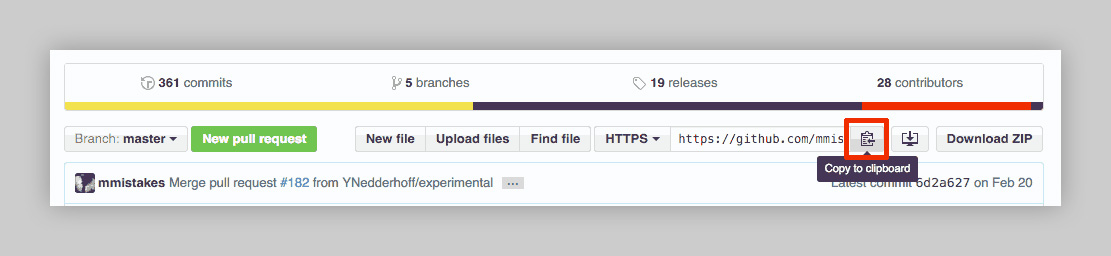 361 commits 5 branches 19 releases 28 contributors
Branch: master New pull request New file Upload files Find file HTTPS https://github.com/mmis Download ZIP
Copy to clipboard
mmistakes Merge pull request #182 from YNedderhoff/experimental ... Latest commit 6d2a627 on Feb 20